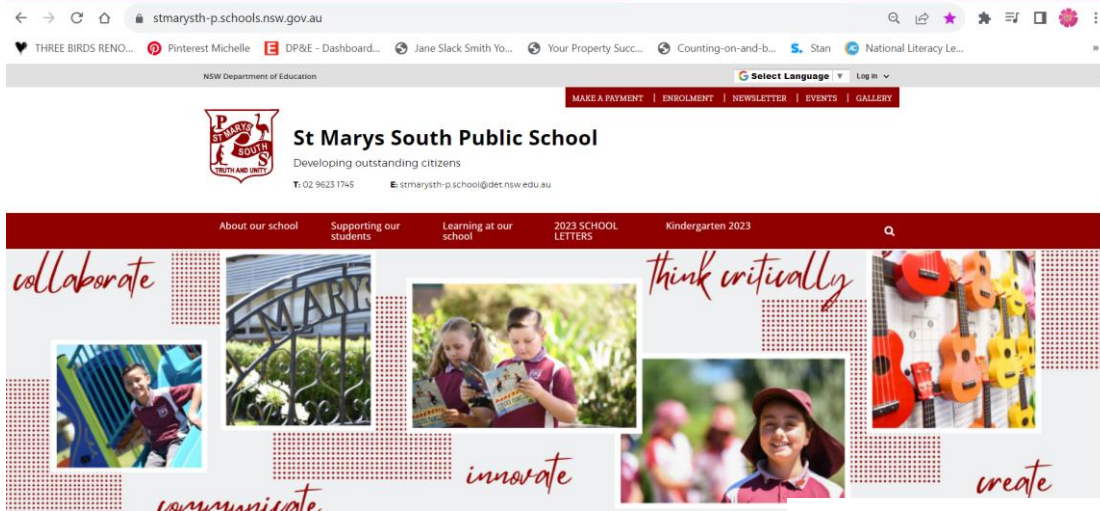 stmarysth-p.schools.nsw.gov.au
THREE BIRDS RENO... Pinterest Michelle DP&E - Dashboard... Jane Slack Smith Yo... Your Property Succ... Counting-on-and-b... Stan National Literacy Le... »
NSW Department of Education Select Language ▼ Log in
MAKE A PAYMENT | ENROLMENT | NEWSLETTER | EVENTS | GALLERY
P S
ST MARYS
SOUTH
P S
TRUTH AND UNITY
St Marys South Public School
Developing outstanding citizens
T: 02 9623 1745 E: stmarysth-p.school@det.nsw.edu.au
About our school Supporting our students Learning at our school 2023 SCHOOL LETTERS Kindergarten 2023
collaborate
think critically
MARYS
innovate
create
communicate